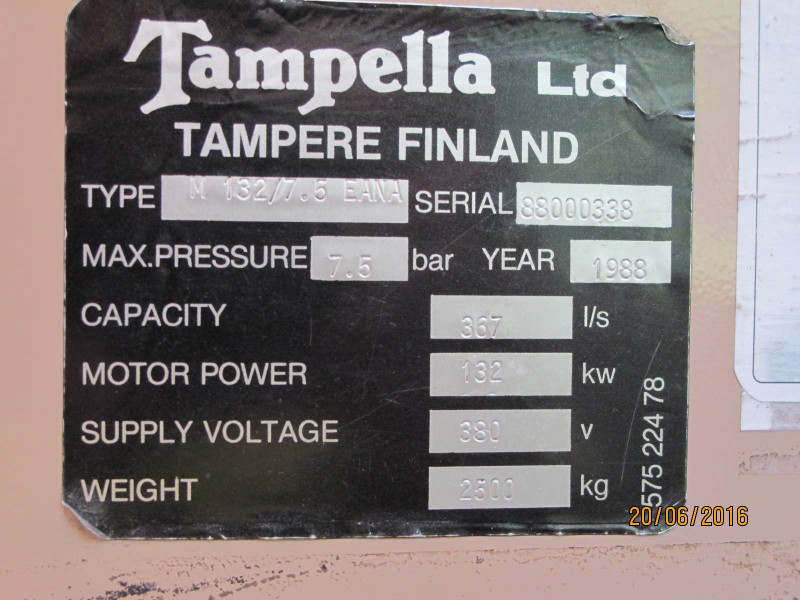 Tampella Ltd
TAMPERE FINLAND
TYPE M 132/7.5 EANA SERIAL 88000338
MAX.PRESSURE 7.5 bar YEAR 1988
CAPACITY 367 l/s
MOTOR POWER 132 kw
SUPPLY VOLTAGE 380 v
WEIGHT 2500 kg
575 224 78
20/06/2016